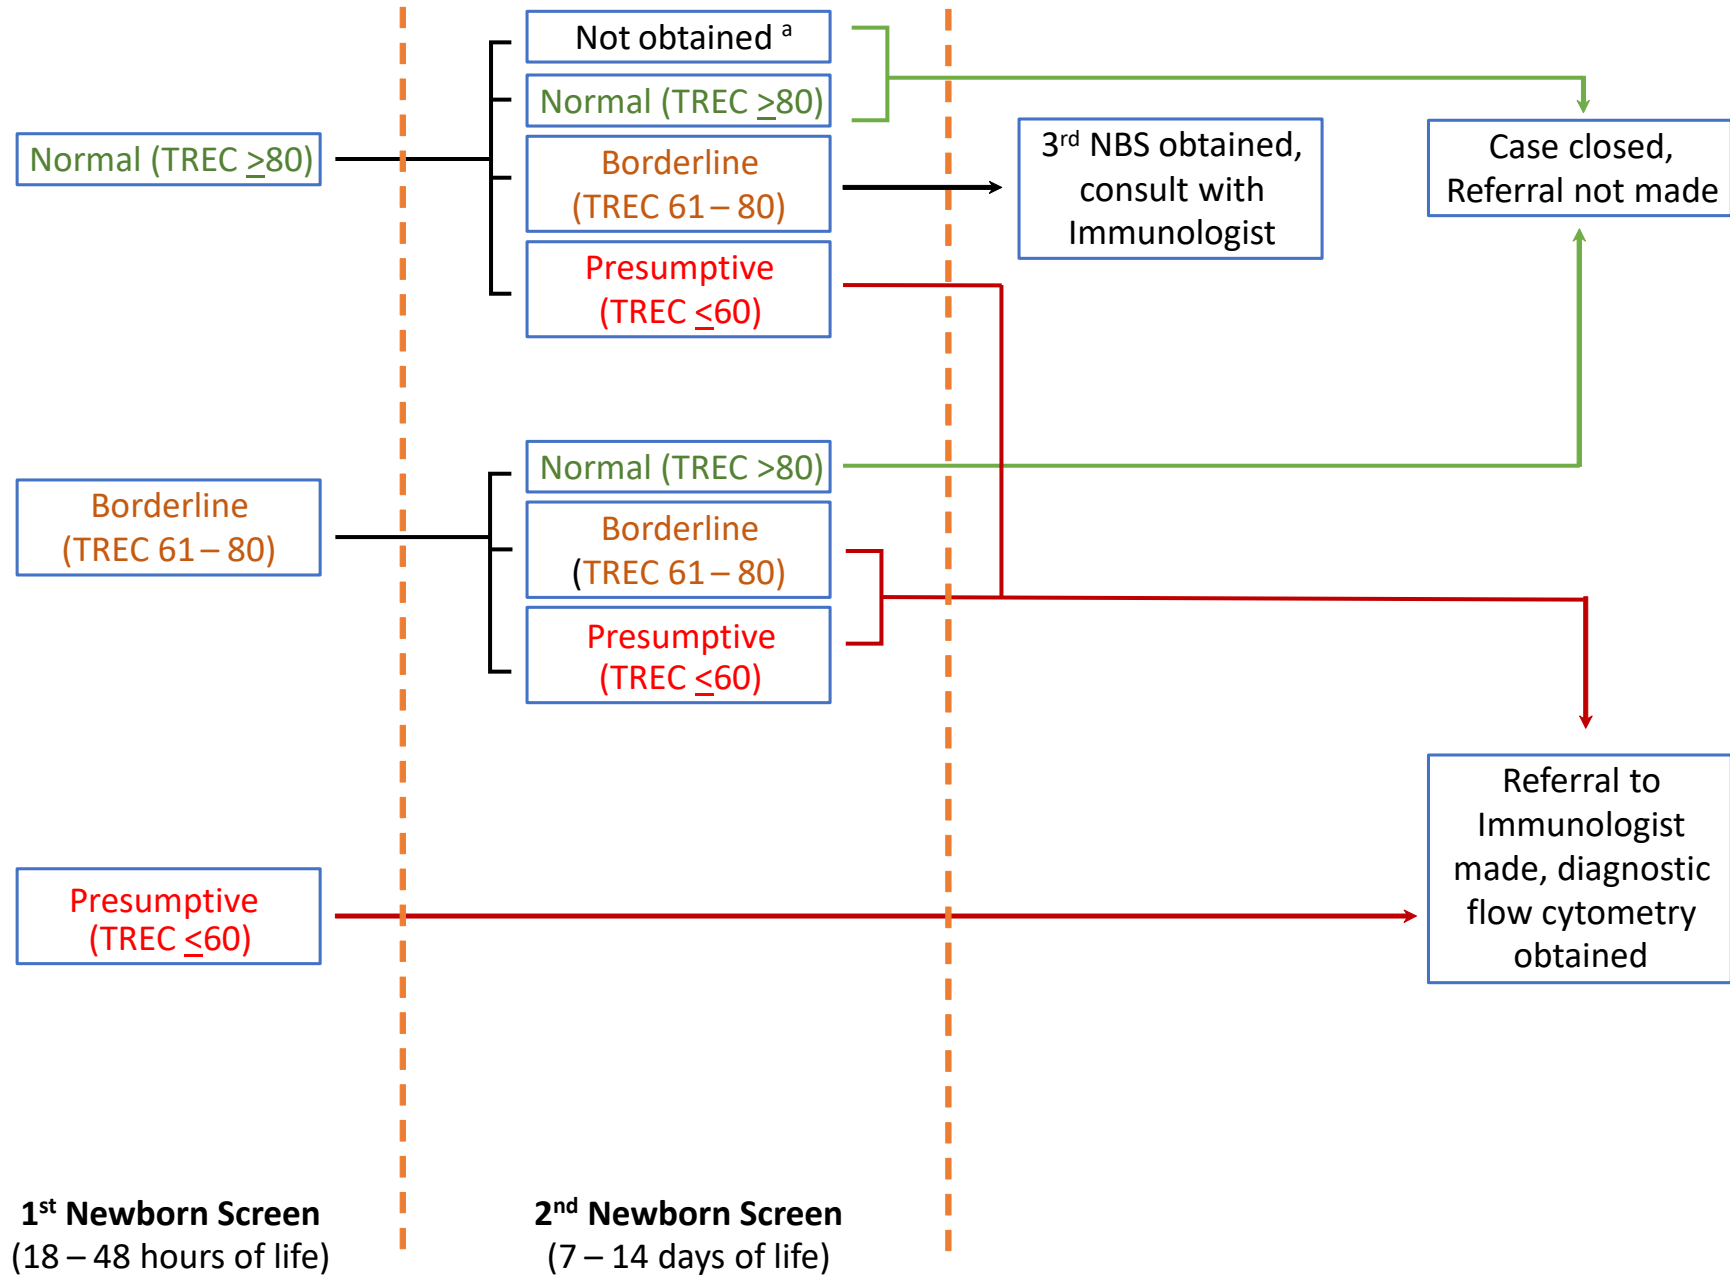 Normal (TREC ≥80)
Borderline
(TREC 61 – 80)
Presumptive
(TREC ≤60)
1st Newborn Screen
(18 – 48 hours of life)
Not obtained a
Normal (TREC ≥80)
Borderline
(TREC 61 – 80)
Presumptive
(TREC ≤60)
Normal (TREC >80)
Borderline
(TREC 61 – 80)
Presumptive
(TREC ≤60)
2nd Newborn Screen
(7 – 14 days of life)
3rd NBS obtained,
consult with
Immunologist
Case closed,
Referral not made
Referral to
Immunologist
made, diagnostic
flow cytometry
obtained